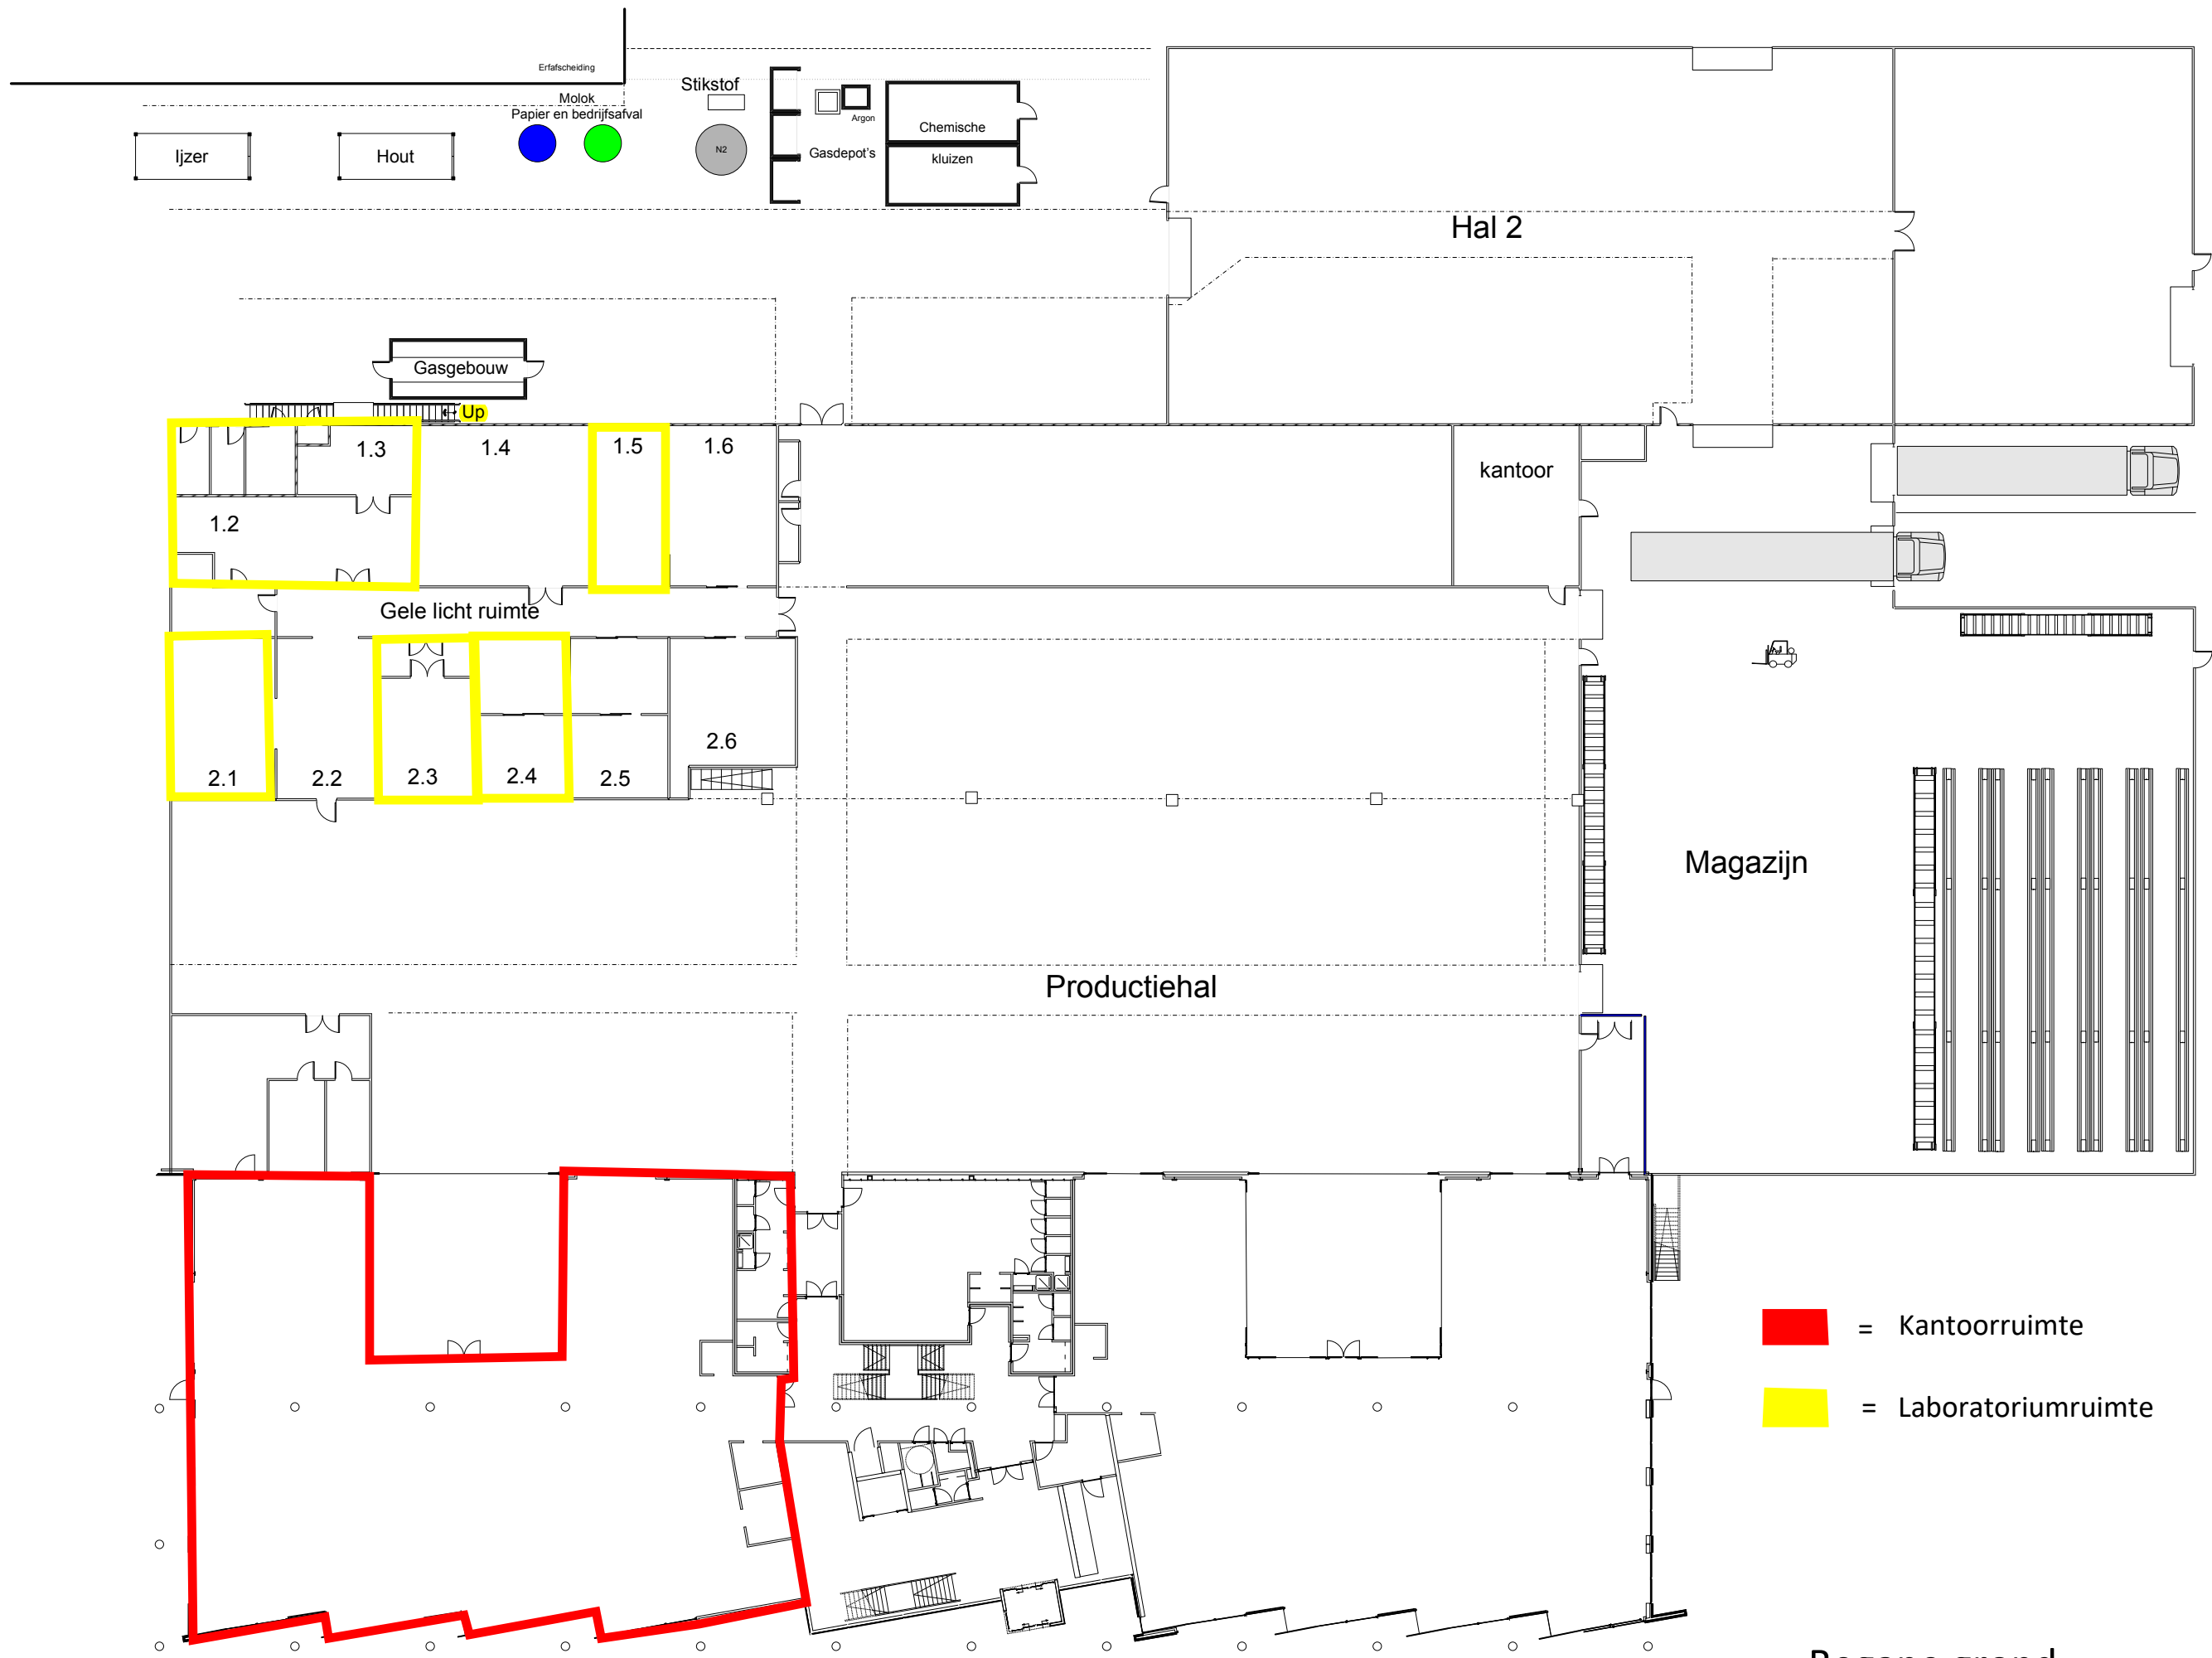 Erfafscheiding
Stikstof
Molok
Papier en bedrijfsafval
Argon
Chemische
Ijzer
Hout
N2
Gasdepot's
kluizen
Hal 2
Gasgebouw
Up
1.3
1.4
1.5
1.6
kantoor
1.2
Gele licht ruimte
2.6
2.1
2.2
2.3
2.4
2.5
Magazijn
Productiehal
= Kantoorruimte
= Laboratoriumruimte